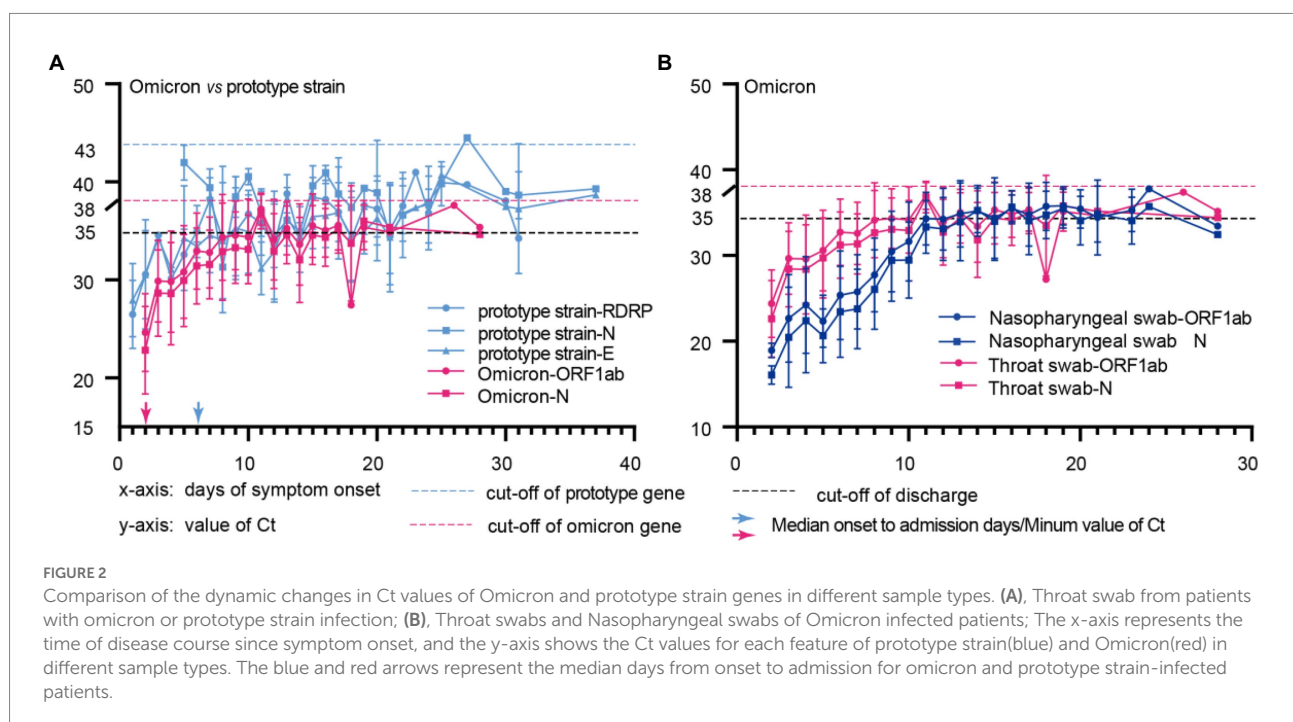 A
Omicron vs prototype strain
50
43
40
38
35
30
20
15
0
10
20
30
40
prototype strain-RDRP
prototype strain-N
prototype strain-E
Omicron-ORF1ab
Omicron-N
B
Omicron
50
40
38
35
30
20
10
0
10
20
30
Nasopharyngeal swab-ORF1ab
Nasopharyngeal swab N
Throat swab-ORF1ab
Throat swab-N
x-axis: days of symptom onset
cut-off of prototype gene
cut-off of discharge
y-axis: value of Ct
cut-off of omicron gene
Median onset to admission days/Minum value of Ct
FIGURE 2
Comparison of the dynamic changes in Ct values of Omicron and prototype strain genes in different sample types. (A), Throat swab from patients
with omicron or prototype strain infection; (B), Throat swabs and Nasopharyngeal swabs of Omicron infected patients; The x-axis represents the
time of disease course since symptom onset, and the y-axis shows the Ct values for each feature of prototype strain(blue) and Omicron(red) in
different sample types. The blue and red arrows represent the median days from onset to admission for omicron and prototype strain-infected
patients.